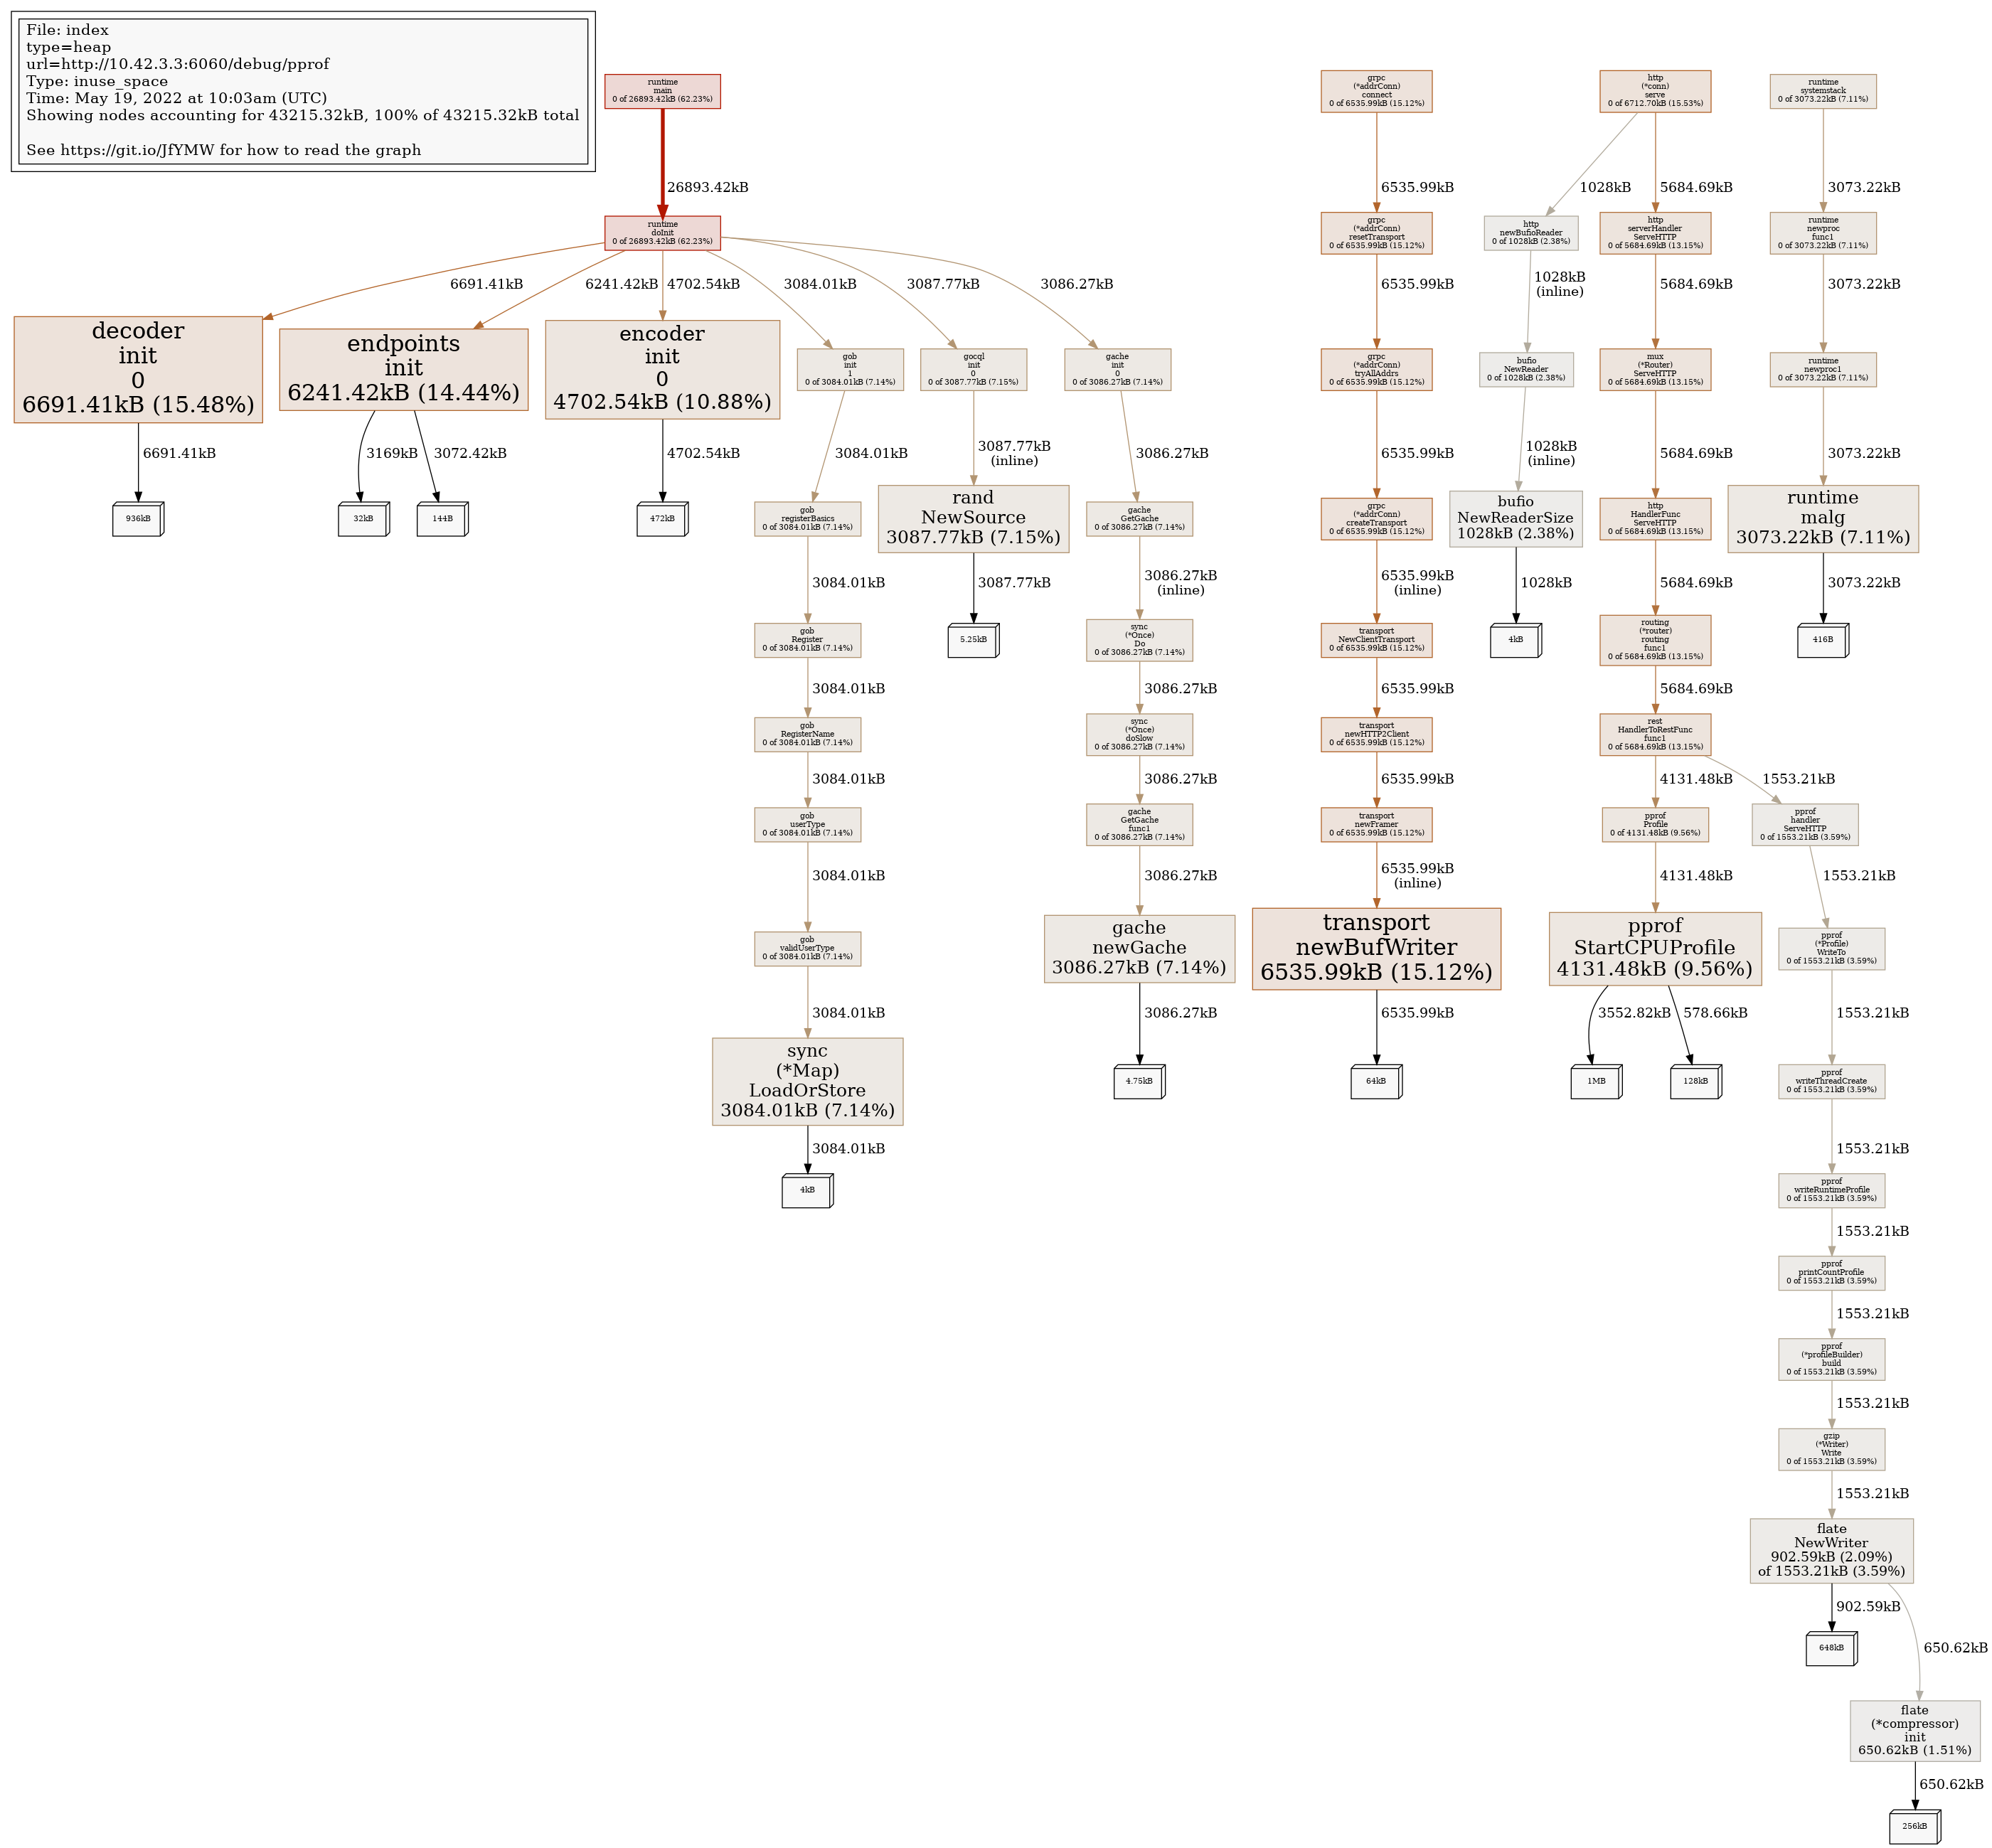 File: index
type=heap
url=http://10.42.3.3:6060/debug/pprof
Type: inuse_space
Time: May 19, 2022 at 10:03am (UTC)
Showing nodes accounting for 43215.32kB, 100% of 43215.32kB total
See https://git.io/JfYMW for how to read the graph
runtime
main
0 of 26893.42kB (62.23%)
grpc
(*addrConn)
connect
0 of 6535.99kB (15.12%)
http
(*conn)
serve
0 of 6712.70kB (15.53%)
runtime
systemstack
0 of 3073.22kB (7.11%)
26893.42kB
6535.99kB
1028kB
5684.69kB
3073.22kB
runtime
doInit
0 of 26893.42kB (62.23%)
grpc
(*addrConn)
resetTransport
0 of 6535.99kB (15.12%)
http
newBufioReader
0 of 1028kB (2.38%)
http
serverHandler
ServeHTTP
0 of 5684.69kB (13.15%)
runtime
newproc
func1
0 of 3073.22kB (7.11%)
6691.41kB
6241.42kB
4702.54kB
3084.01kB
3087.77kB
3086.27kB
6535.99kB
1028kB
(inline)
5684.69kB
3073.22kB
decoder
init
0
6691.41kB (15.48%)
endpoints
init
6241.42kB (14.44%)
encoder
init
0
4702.54kB (10.88%)
gob
init
1
0 of 3084.01kB (7.14%)
gocql
init
0
0 of 3087.77kB (7.15%)
gache
init
0
0 of 3086.27kB (7.14%)
grpc
(*addrConn)
tryAllAddrs
0 of 6535.99kB (15.12%)
bufio
NewReader
0 of 1028kB (2.38%)
mux
(*Router)
ServeHTTP
0 of 5684.69kB (13.15%)
runtime
newproc1
0 of 3073.22kB (7.11%)
6691.41kB
3169kB
3072.42kB
4702.54kB
3084.01kB
3087.77kB
(inline)
3086.27kB
6535.99kB
1028kB
(inline)
5684.69kB
3073.22kB
936kB
32kB
144B
472kB
gob
registerBasics
0 of 3084.01kB (7.14%)
rand
NewSource
3087.77kB (7.15%)
gache
GetGache
0 of 3086.27kB (7.14%)
grpc
(*addrConn)
createTransport
0 of 6535.99kB (15.12%)
bufio
NewReaderSize
1028kB (2.38%)
http
HandlerFunc
ServeHTTP
0 of 5684.69kB (13.15%)
runtime
malg
3073.22kB (7.11%)
3084.01kB
3087.77kB
3086.27kB
(inline)
6535.99kB
(inline)
1028kB
5684.69kB
3073.22kB
gob
Register
0 of 3084.01kB (7.14%)
5.25kB
sync
(*Once)
Do
0 of 3086.27kB (7.14%)
transport
NewClientTransport
0 of 6535.99kB (15.12%)
4kB
routing
(*router)
routing
func1
0 of 5684.69kB (13.15%)
416B
3084.01kB
3086.27kB
6535.99kB
5684.69kB
gob
RegisterName
0 of 3084.01kB (7.14%)
sync
(*Once)
doSlow
0 of 3086.27kB (7.14%)
transport
newHTTP2Client
0 of 6535.99kB (15.12%)
rest
HandlerToRestFunc
func1
0 of 5684.69kB (13.15%)
3084.01kB
3086.27kB
6535.99kB
4131.48kB
1553.21kB
gob
userType
0 of 3084.01kB (7.14%)
gache
GetGache
func1
0 of 3086.27kB (7.14%)
transport
newFramer
0 of 6535.99kB (15.12%)
pprof
Profile
0 of 4131.48kB (9.56%)
pprof
handler
ServeHTTP
0 of 1553.21kB (3.59%)
3084.01kB
3086.27kB
6535.99kB
(inline)
4131.48kB
1553.21kB
gob
validUserType
0 of 3084.01kB (7.14%)
gache
newGache
3086.27kB (7.14%)
transport
newBufWriter
6535.99kB (15.12%)
pprof
StartCPUProfile
4131.48kB (9.56%)
pprof
(*Profile)
WriteTo
0 of 1553.21kB (3.59%)
3084.01kB
3086.27kB
6535.99kB
3552.82kB
578.66kB
1553.21kB
sync
(*Map)
LoadOrStore
3084.01kB (7.14%)
4.75kB
64kB
1MB
128kB
pprof
writeThreadCreate
0 of 1553.21kB (3.59%)
3084.01kB
1553.21kB
4kB
pprof
writeRuntimeProfile
0 of 1553.21kB (3.59%)
1553.21kB
pprof
printCountProfile
0 of 1553.21kB (3.59%)
1553.21kB
pprof
(*profileBuilder)
build
0 of 1553.21kB (3.59%)
1553.21kB
gzip
(*Writer)
Write
0 of 1553.21kB (3.59%)
1553.21kB
flate
NewWriter
902.59kB (2.09%)
of 1553.21kB (3.59%)
902.59kB
650.62kB
648kB
flate
(*compressor)
init
650.62kB (1.51%)
650.62kB
256kB